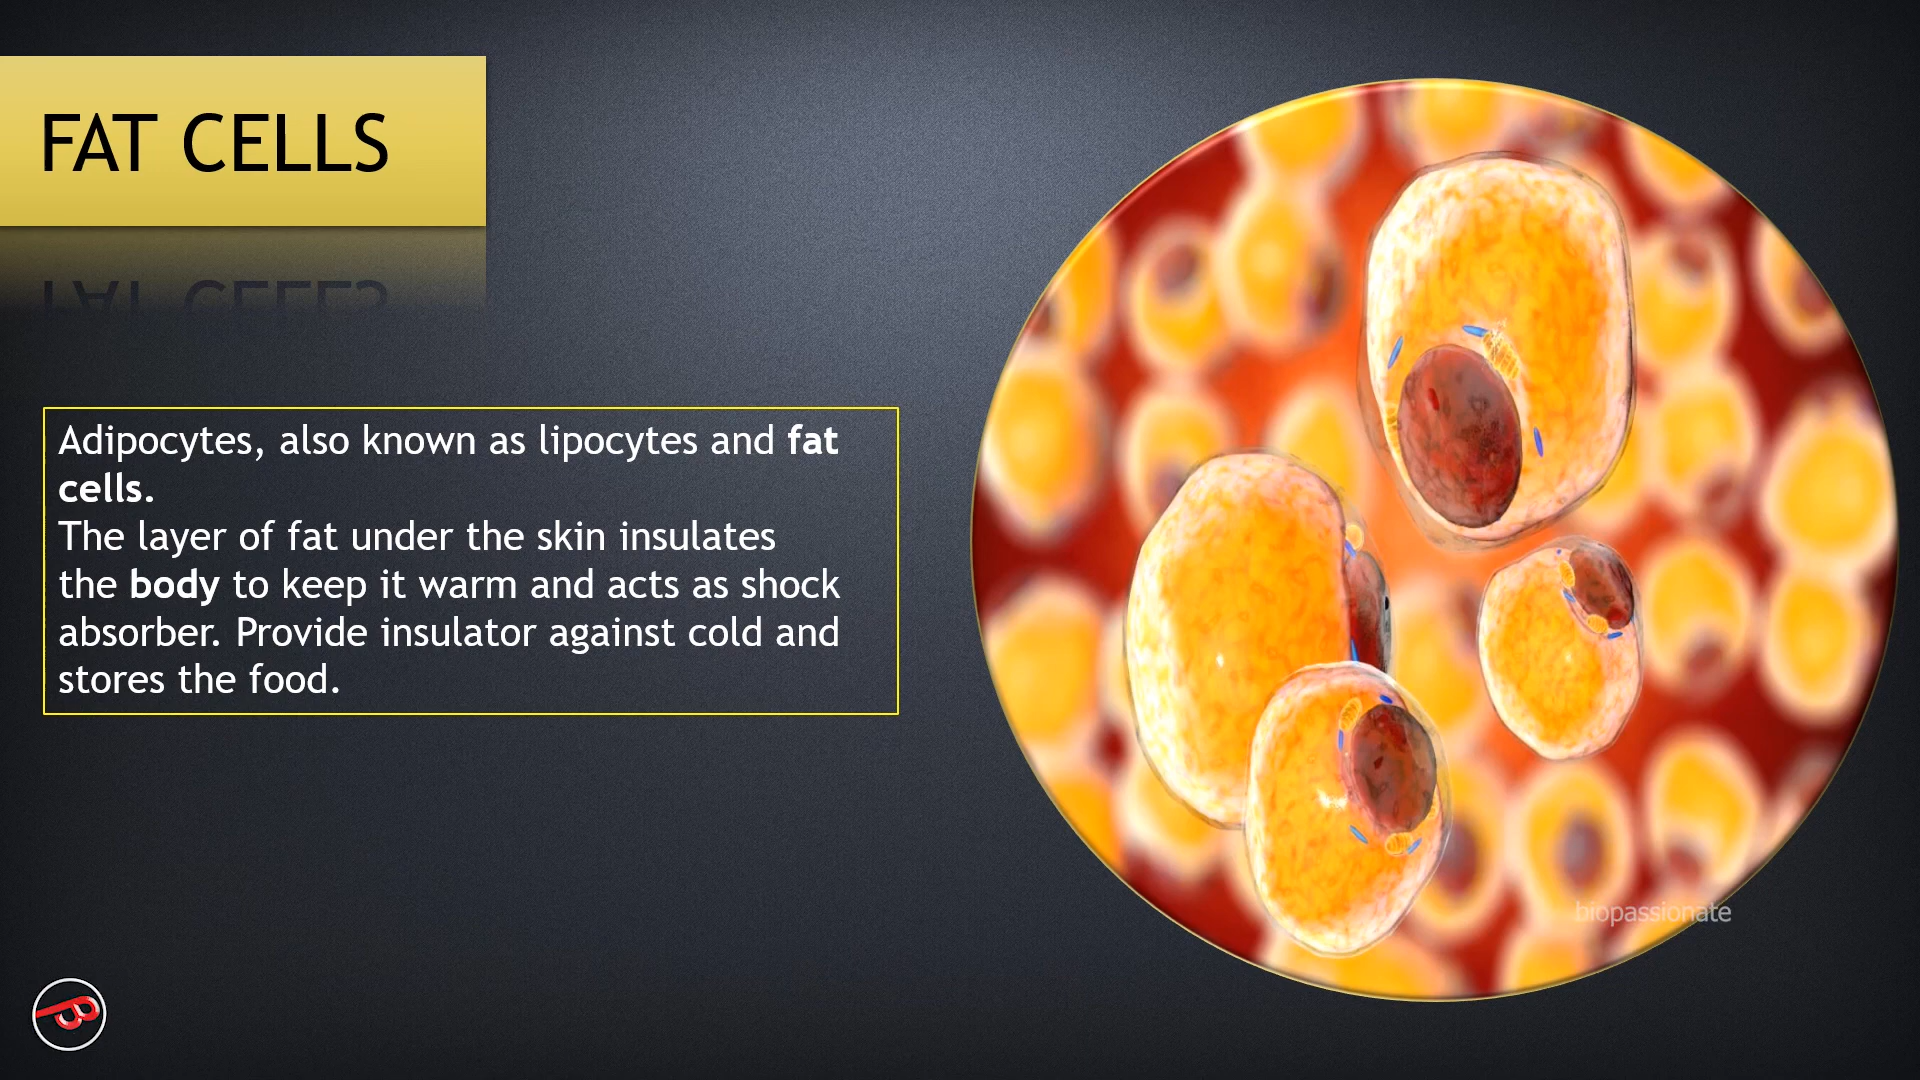 FAT CELLS
Adipocytes, also known as lipocytes and fat
cells.
The layer of fat under the skin insulates
the body to keep it warm and acts as shock
absorber. Provide insulator against cold and
stores the food.
biopassionate